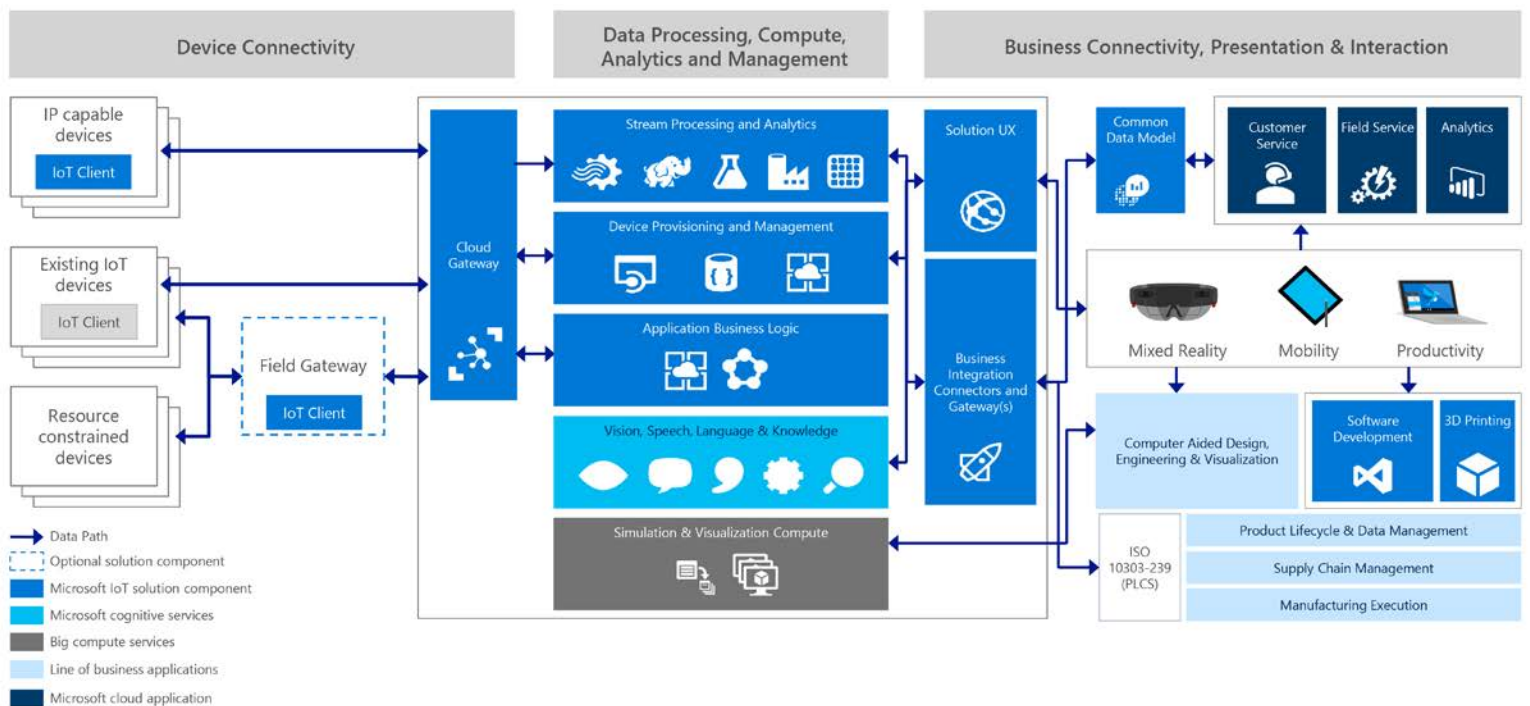 Device Connectivity
Data Processing, Compute,
Analytics and Management
Business Connectivity, Presentation & Interaction
IP capable
devices
IoT Client
Existing IoT
devices
IoT Client
Resource
constrained
devices
Field Gateway
IoT Client
Cloud
Gateway
Stream Processing and Analytics
Device Provisioning and Management
Application Business Logic
Vision, Speech, Language & Knowledge
Simulation & Visualization Compute
Solution UX
Business
Integration
Connectors and
Gateway(s)
Common
Data Model
Customer
Service
Field Service
Analytics
Mixed Reality
Mobility
Productivity
Computer Aided Design,
Engineering & Visualization
Software
Development
3D Printing
ISO
10303-239
(PLCS)
Product Lifecycle & Data Management
Supply Chain Management
Manufacturing Execution
Data Path
Optional solution component
Microsoft IoT solution component
Microsoft cognitive services
Big compute services
Line of business applications
Microsoft cloud application